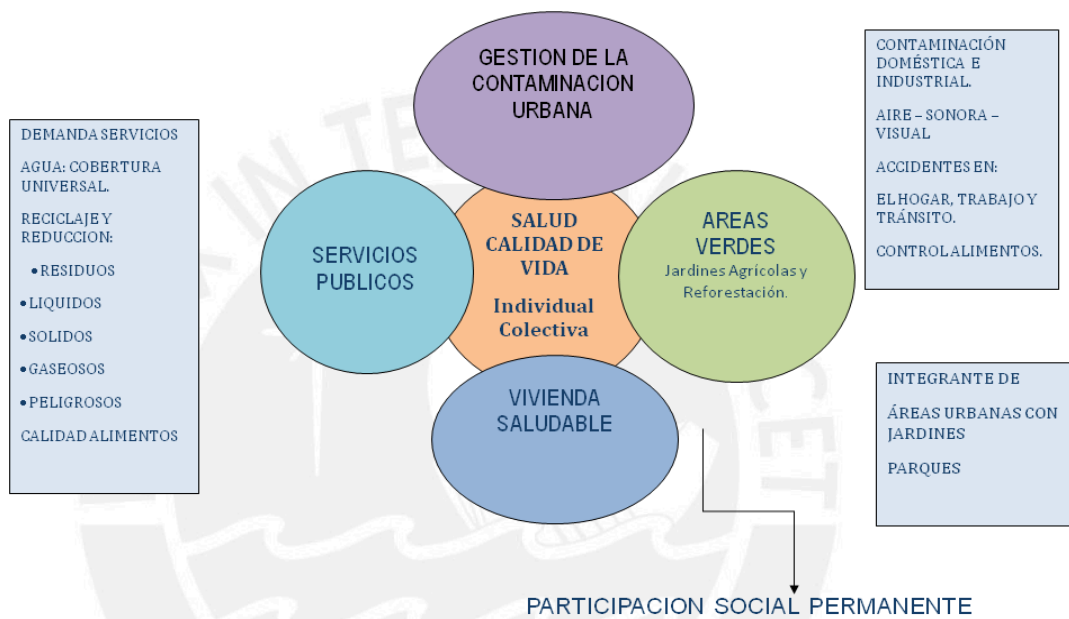 GESTION DE LA
CONTAMINACION
URBANA
DEMANDA SERVICIOS
AGUA: COBERTURA
UNIVERSAL.
RECICLAJE Y
REDUCCION:
• RESIDUOS
• LIQUIDOS
• SOLIDOS
• GASEOSOS
• PELIGROSOS
CALIDAD ALIMENTOS
SERVICIOS
PUBLICOS
SALUD
CALIDAD DE
VIDA
Individual
Colectiva
AREAS
VERDES
Jardines Agrícolas y
Reforestación.
VIVIENDA
SALUDABLE
CONTAMINACIÓN
DOMÉSTICA E
INDUSTRIAL.
AIRE – SONORA –
VISUAL
ACCIDENTES EN:
EL HOGAR, TRABAJO Y
TRÁNSITO.
CONTROL ALIMENTOS.
INTEGRANTE DE
ÁREAS URBANAS CON
JARDINES
PARQUES
PARTICIPACION SOCIAL PERMANENTE